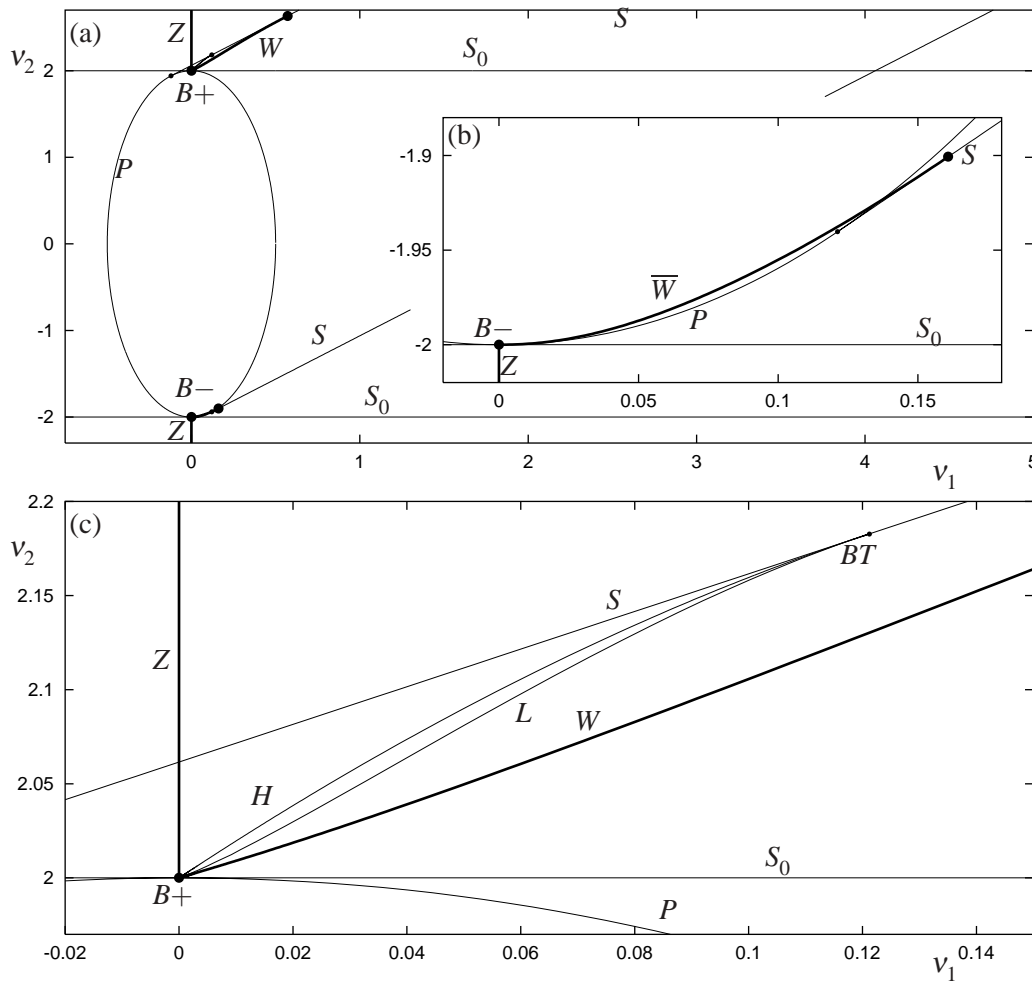 (a)
Z
W
S
S₀
ν₂
2
B+
P
1
0
-1
S
B−
S₀
-2
Z
0
1
2
3
4
5
ν₁
(b)
-1.9
S
-1.95
W̅
P
B−
S₀
-2
Z
0
0.05
0.1
0.15
(c)
2.2
ν₂
BT
2.15
S
Z
2.1
L
W
2.05
H
S₀
2
B+
P
-0.02
0
0.02
0.04
0.06
0.08
0.1
0.12
0.14
ν₁